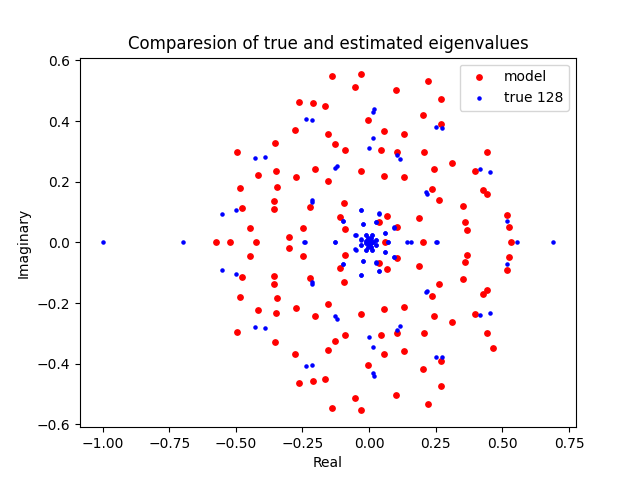 Comparesion of true and estimated eigenvalues
model
true 128
0.6
0.4
0.2
0.0
−0.2
−0.4
−0.6
Imaginary
−1.00 −0.75 −0.50 −0.25 0.00 0.25 0.50 0.75
Real